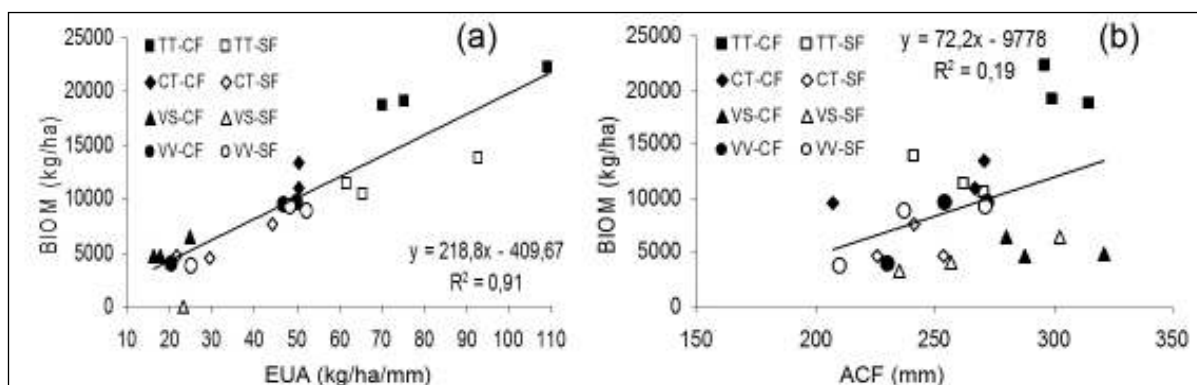 (a)
25000
20000
15000
10000
5000
0
BIOM (kg/ha)
TT-CF TT-SF
CT-CF CT-SF
VS-CF VS-SF
VV-CF VV-SF
y = 218,8x - 409,67
R² = 0,91
10 20 30 40 50 60 70 80 90 100 110
EUA (kg/ha/mm)
(b)
25000
20000
15000
10000
5000
0
BIOM (kg/ha)
TT-CF TT-SF
CT-CF CT-SF
VS-CF VS-SF
VV-CF VV-SF
y = 72,2x - 9778
R² = 0,19
150 200 250 300 350
ACF (mm)